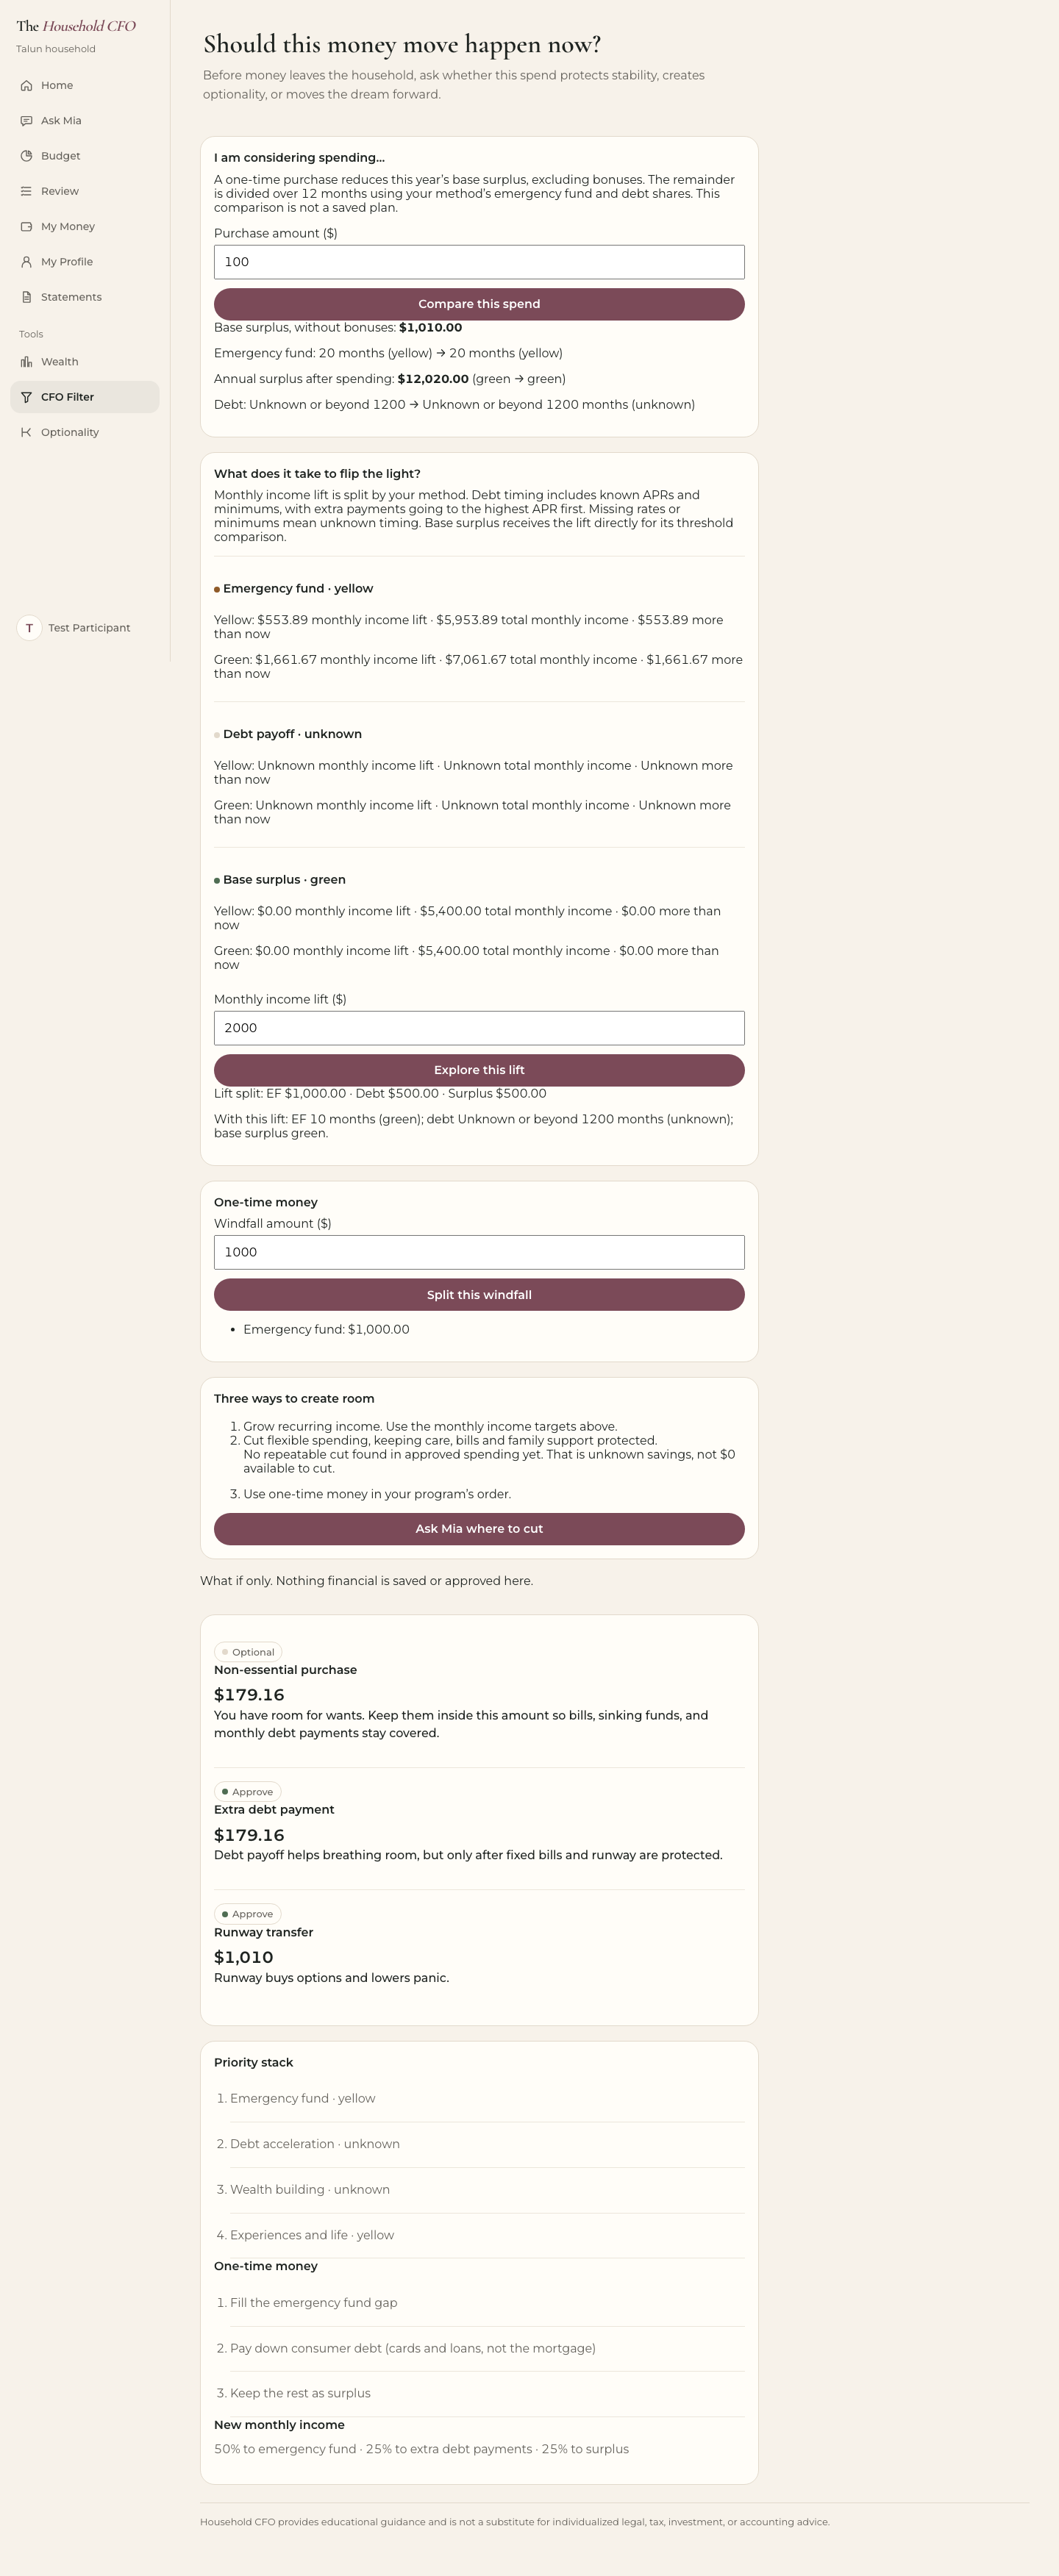 The Household CFO
Talun household
Home
Ask Mia
Budget
Review
My Money
My Profile
Statements
Tools
Wealth
CFO Filter
Optionality
T
Test Participant
Should this money move happen now?
Before money leaves the household, ask whether this spend protects stability, creates
optionality, or moves the dream forward.
I am considering spending…
A one-time purchase reduces this year’s base surplus, excluding bonuses. The remainder
is divided over 12 months using your method’s emergency fund and debt shares. This
comparison is not a saved plan.
Purchase amount ($)
100
Compare this spend
Base surplus, without bonuses: $1,010.00
Emergency fund: 20 months (yellow) → 20 months (yellow)
Annual surplus after spending: $12,020.00 (green → green)
Debt: Unknown or beyond 1200 → Unknown or beyond 1200 months (unknown)
What does it take to flip the light?
Monthly income lift is split by your method. Debt timing includes known APRs and
minimums, with extra payments going to the highest APR first. Missing rates or
minimums mean unknown timing. Base surplus receives the lift directly for its threshold
comparison.
Emergency fund · yellow
Yellow: $553.89 monthly income lift · $5,953.89 total monthly income · $553.89 more
than now
Green: $1,661.67 monthly income lift · $7,061.67 total monthly income · $1,661.67 more
than now
Debt payoff · unknown
Yellow: Unknown monthly income lift · Unknown total monthly income · Unknown more
than now
Green: Unknown monthly income lift · Unknown total monthly income · Unknown more
than now
Base surplus · green
Yellow: $0.00 monthly income lift · $5,400.00 total monthly income · $0.00 more than
now
Green: $0.00 monthly income lift · $5,400.00 total monthly income · $0.00 more than
now
Monthly income lift ($)
2000
Explore this lift
Lift split: EF $1,000.00 · Debt $500.00 · Surplus $500.00
With this lift: EF 10 months (green); debt Unknown or beyond 1200 months (unknown);
base surplus green.
One-time money
Windfall amount ($)
1000
Split this windfall
• Emergency fund: $1,000.00
Three ways to create room
1. Grow recurring income. Use the monthly income targets above.
2. Cut flexible spending, keeping care, bills and family support protected.
No repeatable cut found in approved spending yet. That is unknown savings, not $0
available to cut.
3. Use one-time money in your program’s order.
Ask Mia where to cut
What if only. Nothing financial is saved or approved here.
Optional
Non-essential purchase
$179.16
You have room for wants. Keep them inside this amount so bills, sinking funds, and
monthly debt payments stay covered.
Approve
Extra debt payment
$179.16
Debt payoff helps breathing room, but only after fixed bills and runway are protected.
Approve
Runway transfer
$1,010
Runway buys options and lowers panic.
Priority stack
1. Emergency fund · yellow
2. Debt acceleration · unknown
3. Wealth building · unknown
4. Experiences and life · yellow
One-time money
1. Fill the emergency fund gap
2. Pay down consumer debt (cards and loans, not the mortgage)
3. Keep the rest as surplus
New monthly income
50% to emergency fund · 25% to extra debt payments · 25% to surplus
Household CFO provides educational guidance and is not a substitute for individualized legal, tax, investment, or accounting advice.